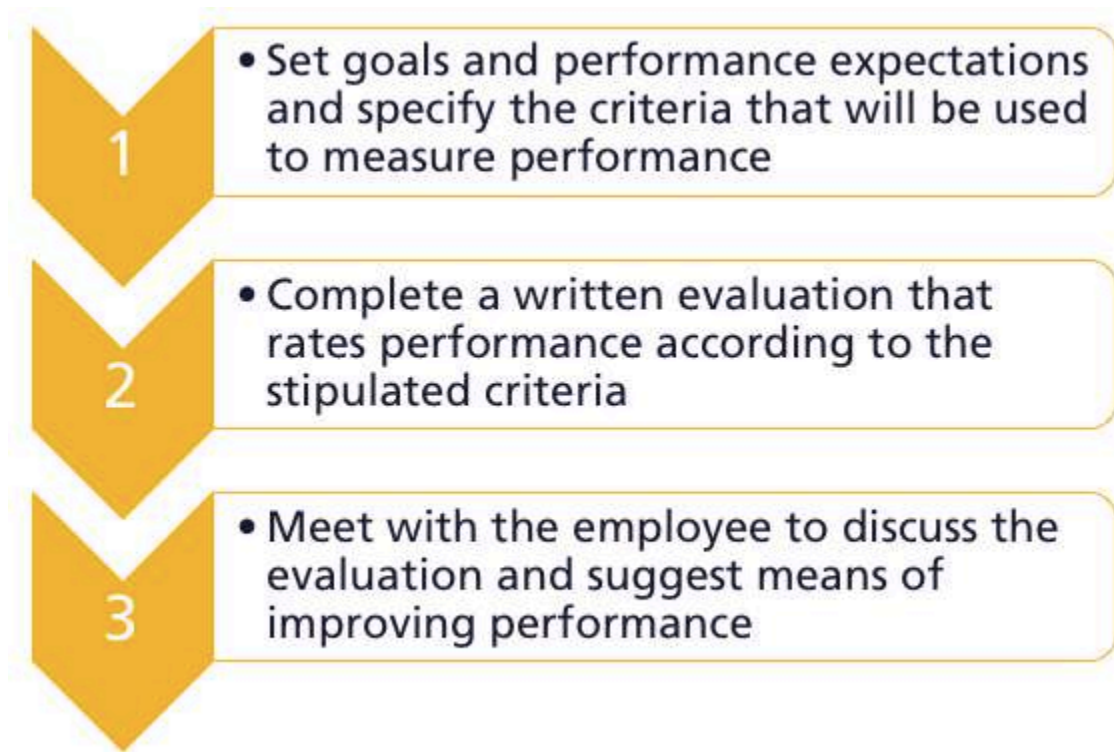 1
• Set goals and performance expectations
and specify the criteria that will be used
to measure performance
2
• Complete a written evaluation that
rates performance according to the
stipulated criteria
3
• Meet with the employee to discuss the
evaluation and suggest means of
improving performance